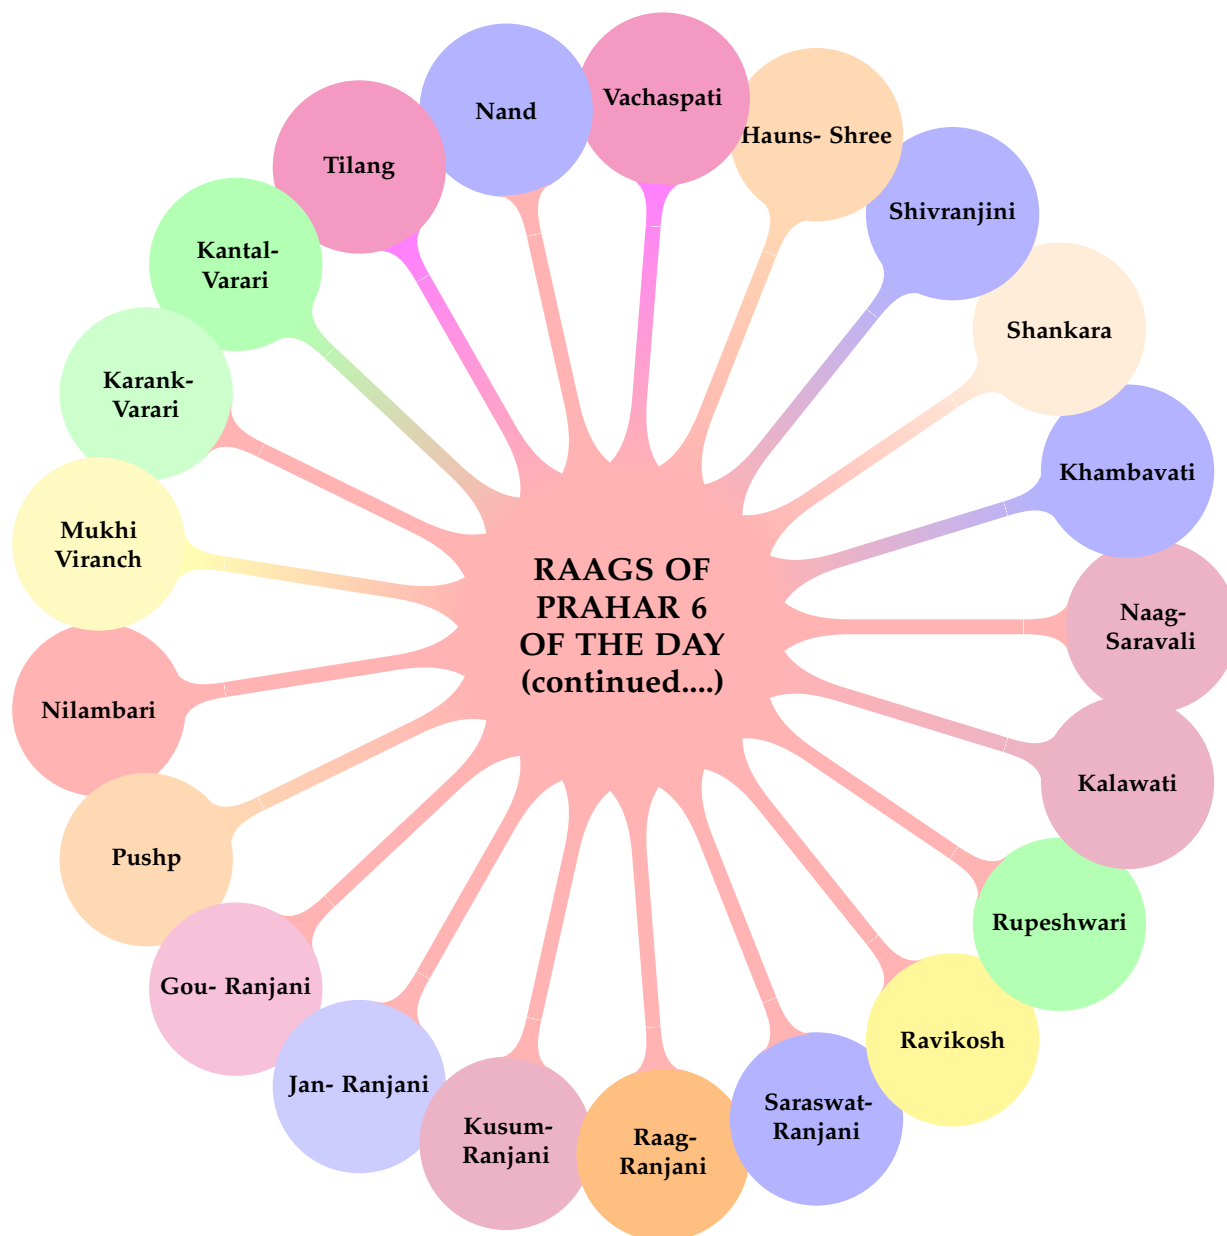 RAAGS OF
PRAHAR 6
OF THE DAY
(continued....)
Vachaspati
Hauns- Shree
Shivranjini
Shankara
Khambavati
Naag-
Saravali
Kalawati
Rupeshwari
Ravikosh
Saraswat-
Ranjani
Raag-
Ranjani
Kusum-
Ranjani
Jan- Ranjani
Gou- Ranjani
Pushp
Nilambari
Mukhi
Viranch
Karank-
Varari
Kantal-
Varari
Tilang
Nand